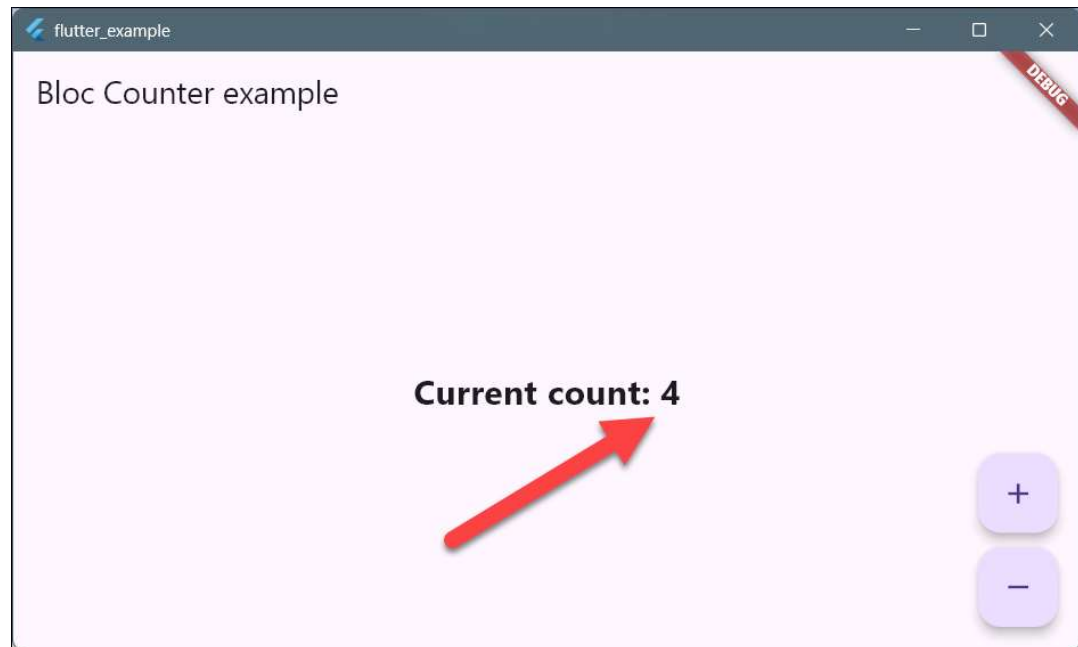 flutter_example
DEBUG
Bloc Counter example
Current count: 4
+
−